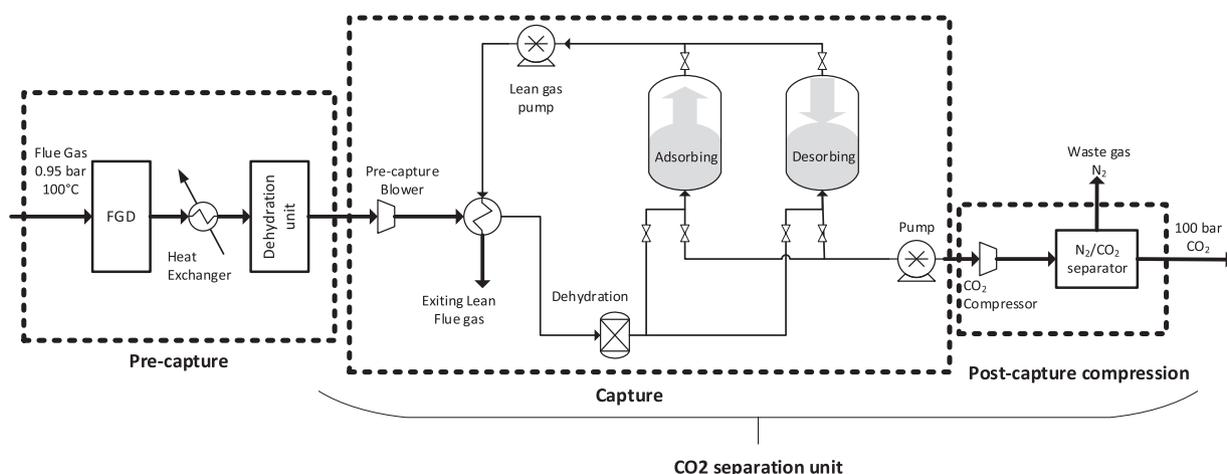 Flue Gas
0.95 bar
100°C
FGD
Heat
Exchanger
Dehydration
unit
Pre-capture
Pre-capture
Blower
Lean gas
pump
Exiting Lean
Flue gas
Dehydration
Adsorbing
Desorbing
Pump
Capture
CO2
Compressor
Waste gas
N2
N2/CO2
separator
100 bar
CO2
Post-capture compression
CO2 separation unit